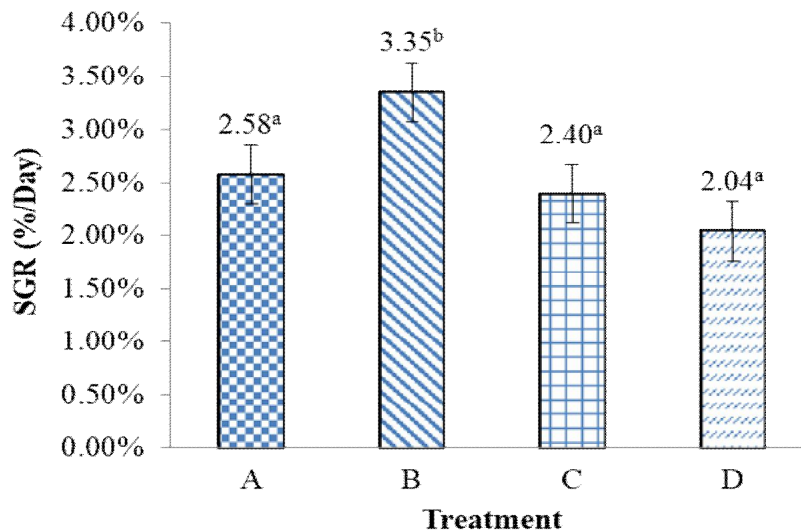 4.00%
3.50%
3.00%
2.50%
2.00%
1.50%
1.00%
0.50%
0.00%
SGR (%/Day)
2.58ᵃ
3.35ᵇ
2.40ᵃ
2.04ᵃ
A B C D
Treatment